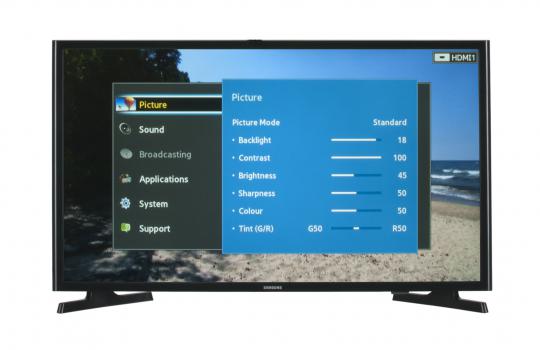 HDMI1
Picture
Sound
Broadcasting
Applications
System
Support
Picture
Picture Mode Standard
• Backlight 18
• Contrast 100
• Brightness 45
• Sharpness 50
• Colour 50
• Tint (G/R) G50 R50
SAMSUNG